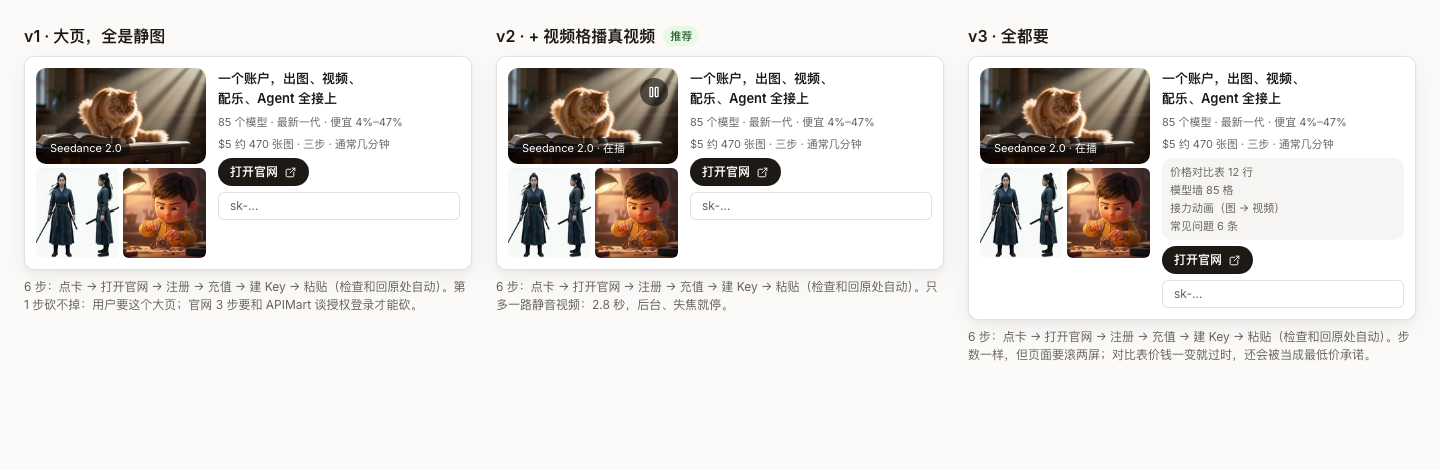 v1 · 大页，全是静图
Seedance 2.0
一个账户，出图、视频、
配乐、Agent 全接上
85 个模型 · 最新一代 · 便宜 4%–47%
$5 约 470 张图 · 三步 · 通常几分钟
打开官网
sk-...
6 步：点卡 → 打开官网 → 注册 → 充值 → 建 Key → 粘贴（检查和回原处自动）。第
1 步砍不掉：用户要这个大页；官网 3 步要和 APIMart 谈授权登录才能砍。
v2 · + 视频格播真视频 推荐
Seedance 2.0 · 在播
一个账户，出图、视频、
配乐、Agent 全接上
85 个模型 · 最新一代 · 便宜 4%–47%
$5 约 470 张图 · 三步 · 通常几分钟
打开官网
sk-...
6 步：点卡 → 打开官网 → 注册 → 充值 → 建 Key → 粘贴（检查和回原处自动）。只
多一路静音视频：2.8 秒，后台、失焦就停。
v3 · 全都要
Seedance 2.0 · 在播
一个账户，出图、视频、
配乐、Agent 全接上
85 个模型 · 最新一代 · 便宜 4%–47%
$5 约 470 张图 · 三步 · 通常几分钟
价格对比表 12 行
模型墙 85 格
接力动画（图 → 视频）
常见问题 6 条
打开官网
sk-...
6 步：点卡 → 打开官网 → 注册 → 充值 → 建 Key → 粘贴（检查和回原处自动）。步
数一样，但页面要滚两屏；对比表价钱一变就过时，还会被当成最低价承诺。